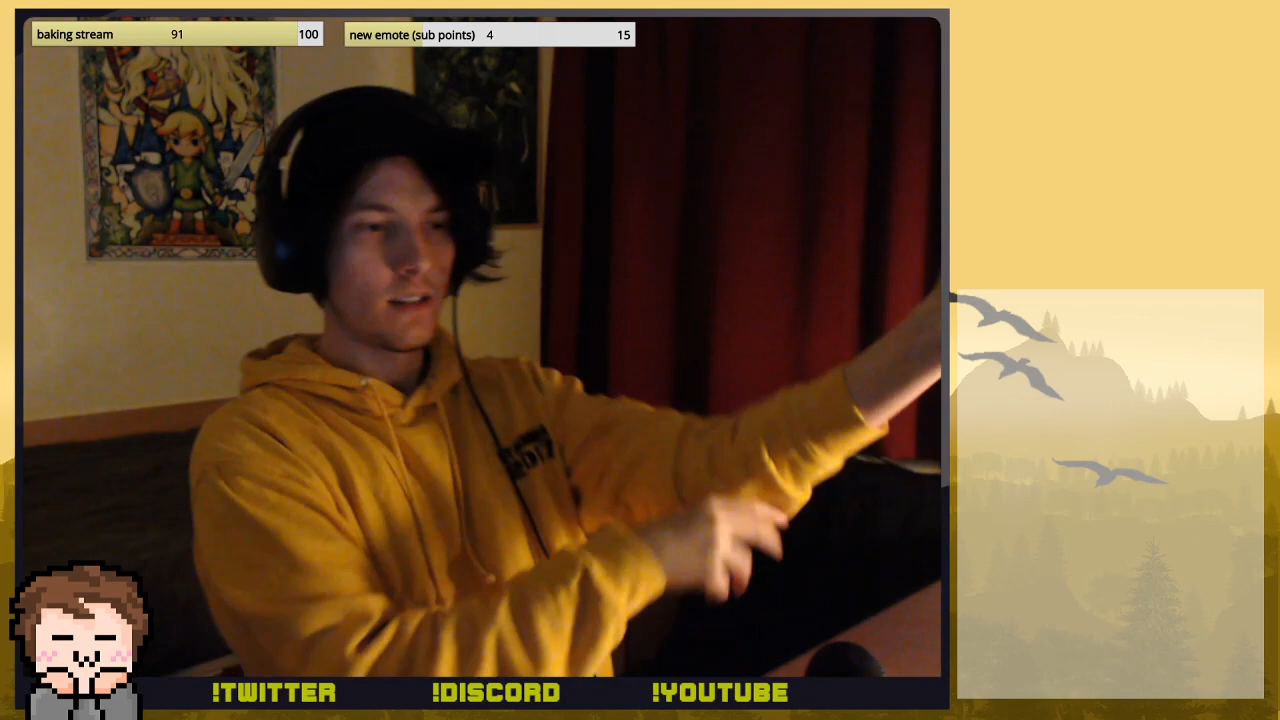 baking stream 91 100
new emote (sub points) 4 15
!TWITTER !DISCORD !YOUTUBE